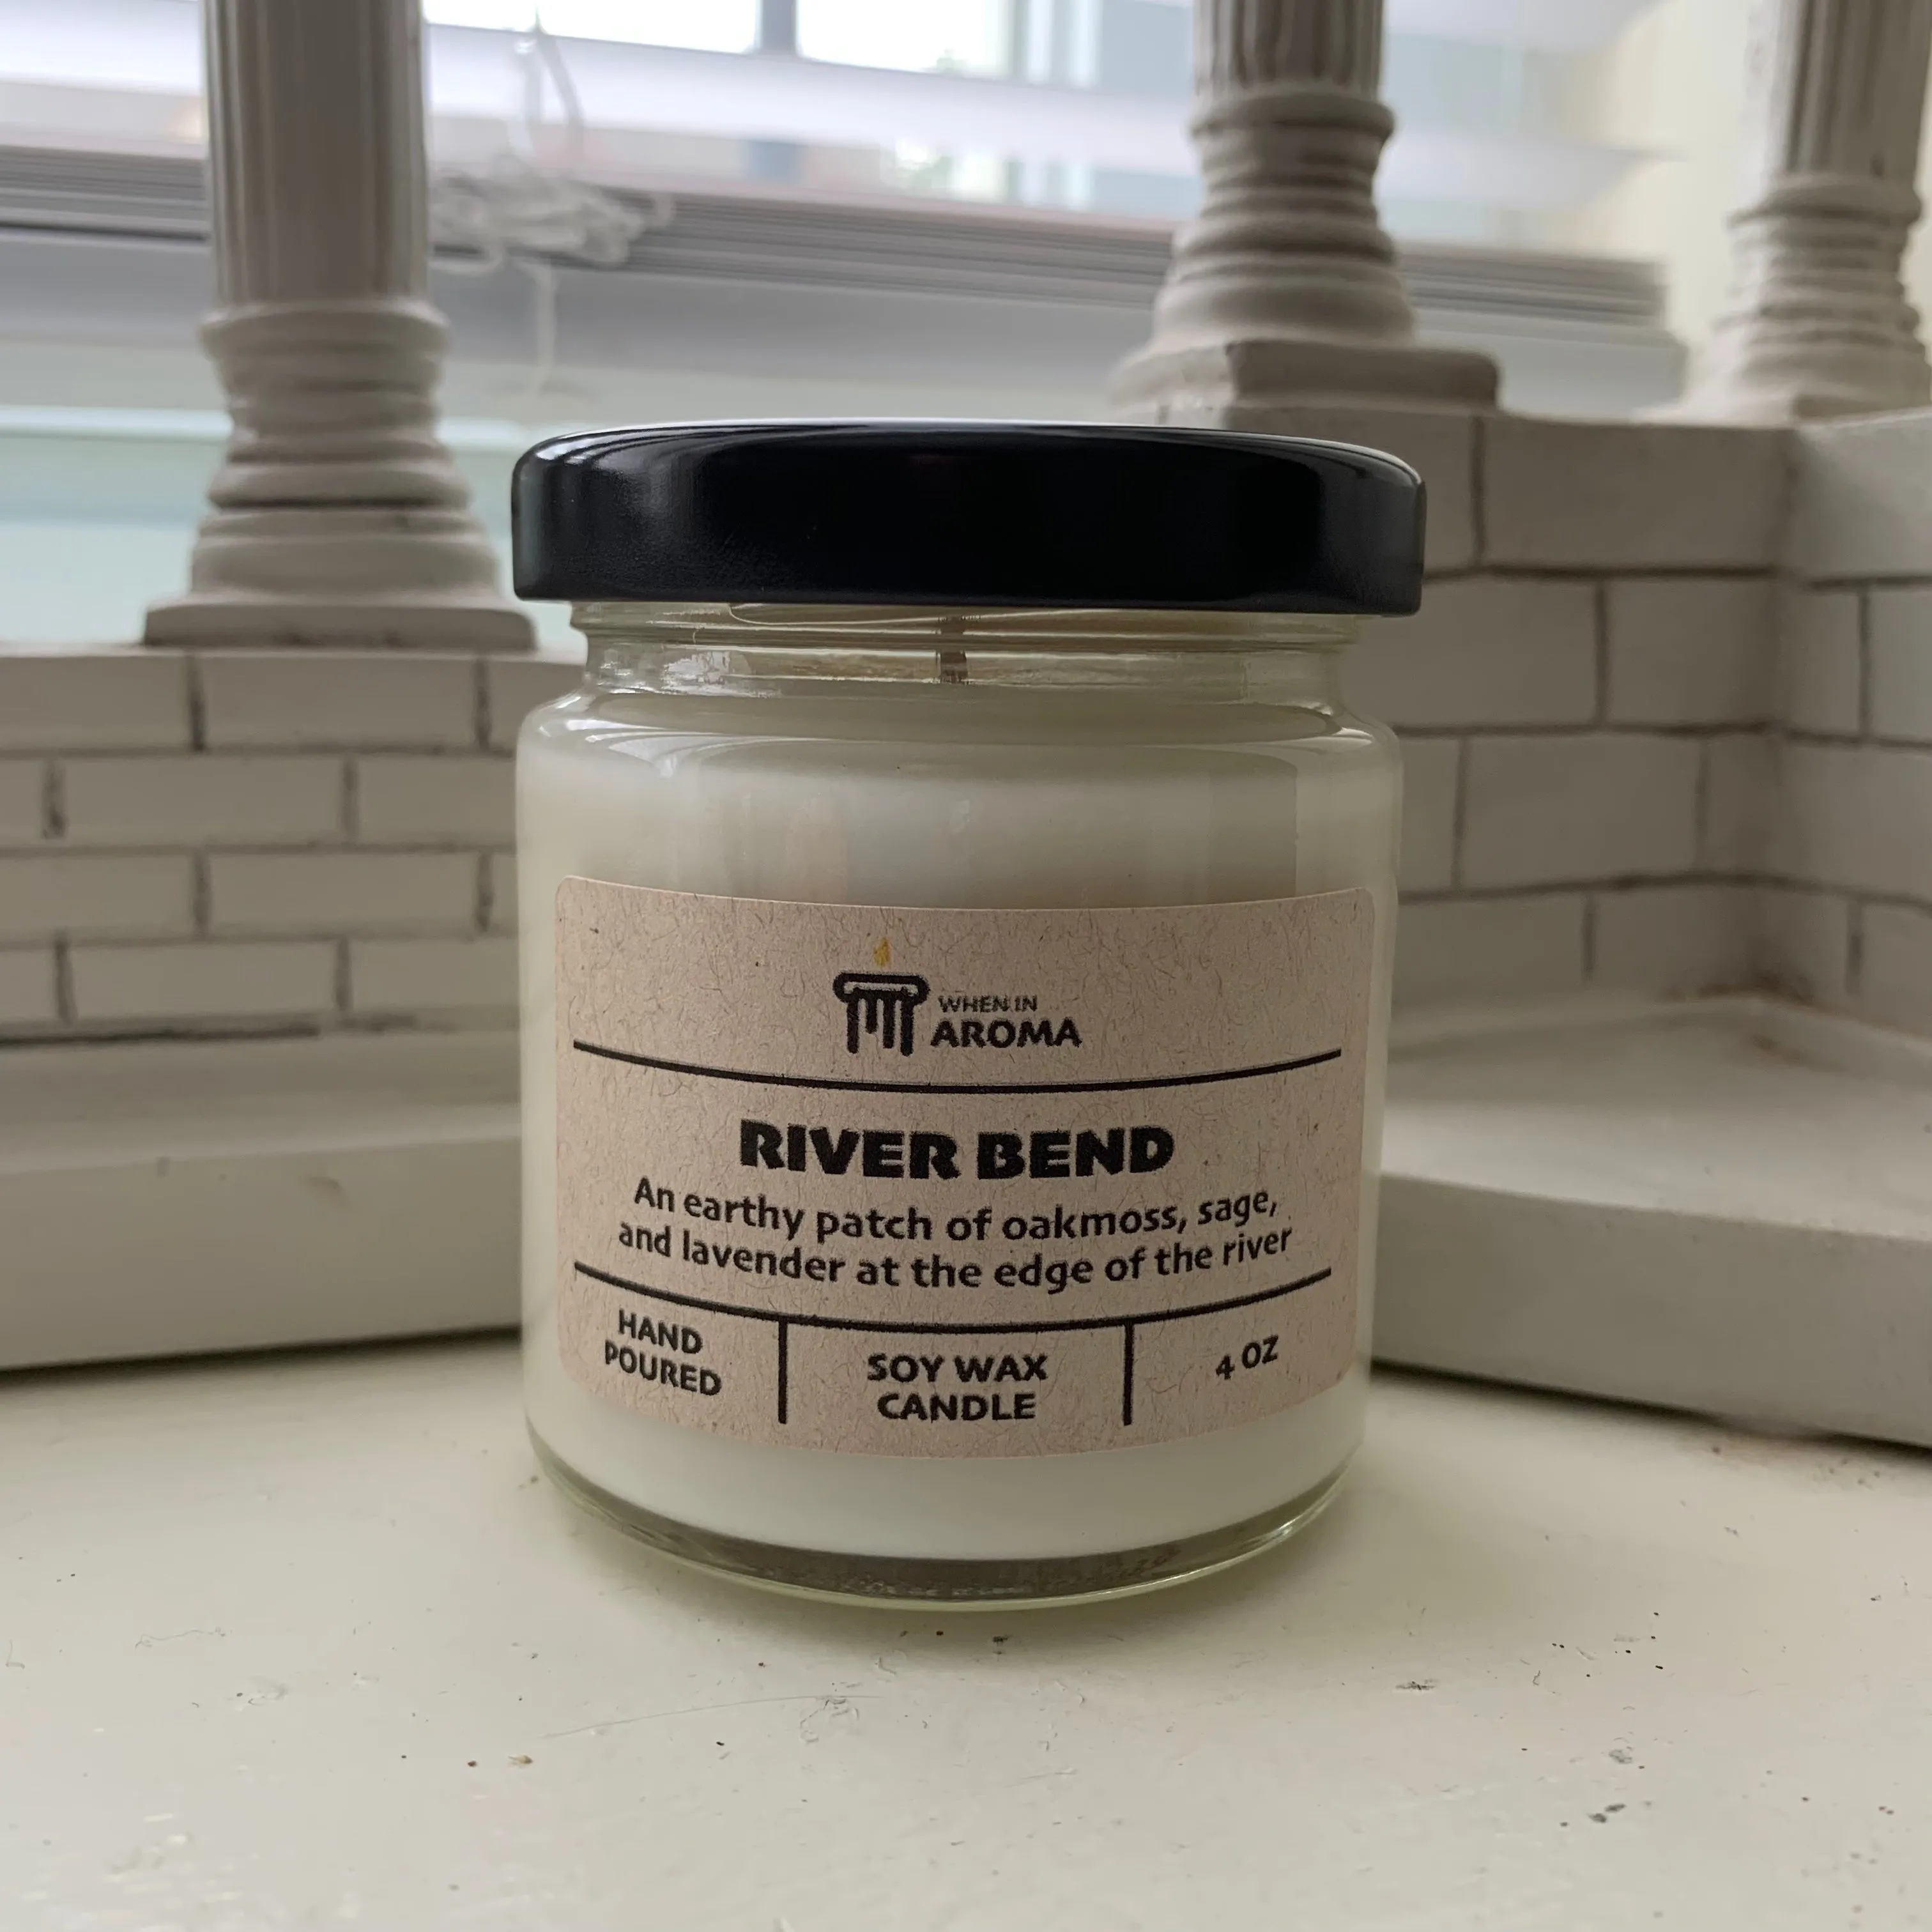 WHEN IN
AROMA
RIVER BEND
An earthy patch of oakmoss, sage,
and lavender at the edge of the river
HAND
POURED
SOY WAX
CANDLE
4 OZ